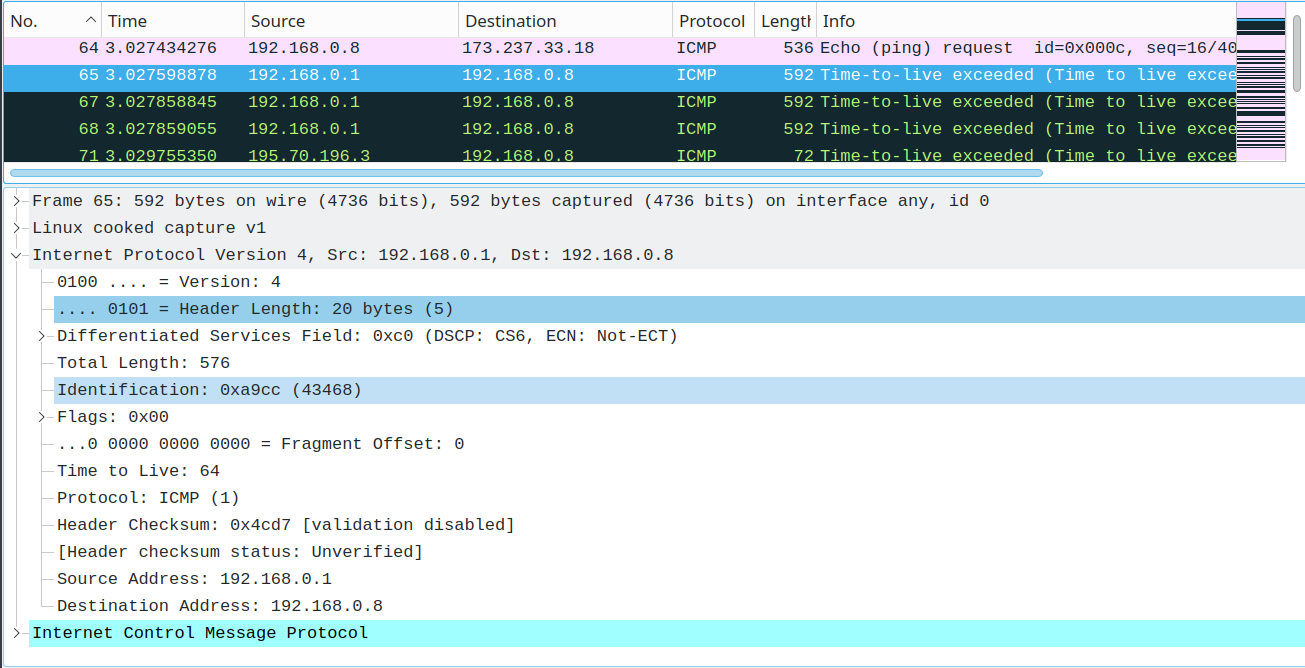 No. Time Source Destination Protocol Length Info
64 3.027434276 192.168.0.8 173.237.33.18 ICMP 536 Echo (ping) request id=0x000c, seq=16/40
65 3.027598878 192.168.0.1 192.168.0.8 ICMP 592 Time-to-live exceeded (Time to live excee
67 3.027858845 192.168.0.1 192.168.0.8 ICMP 592 Time-to-live exceeded (Time to live excee
68 3.027859055 192.168.0.1 192.168.0.8 ICMP 592 Time-to-live exceeded (Time to live excee
71 3.029755350 195.70.196.3 192.168.0.8 ICMP 72 Time-to-live exceeded (Time to live excee
Frame 65: 592 bytes on wire (4736 bits), 592 bytes captured (4736 bits) on interface any, id 0
Linux cooked capture v1
Internet Protocol Version 4, Src: 192.168.0.1, Dst: 192.168.0.8
0100 .... = Version: 4
.... 0101 = Header Length: 20 bytes (5)
Differentiated Services Field: 0xc0 (DSCP: CS6, ECN: Not-ECT)
Total Length: 576
Identification: 0xa9cc (43468)
Flags: 0x00
...0 0000 0000 0000 = Fragment Offset: 0
Time to Live: 64
Protocol: ICMP (1)
Header Checksum: 0x4cd7 [validation disabled]
[Header checksum status: Unverified]
Source Address: 192.168.0.1
Destination Address: 192.168.0.8
Internet Control Message Protocol